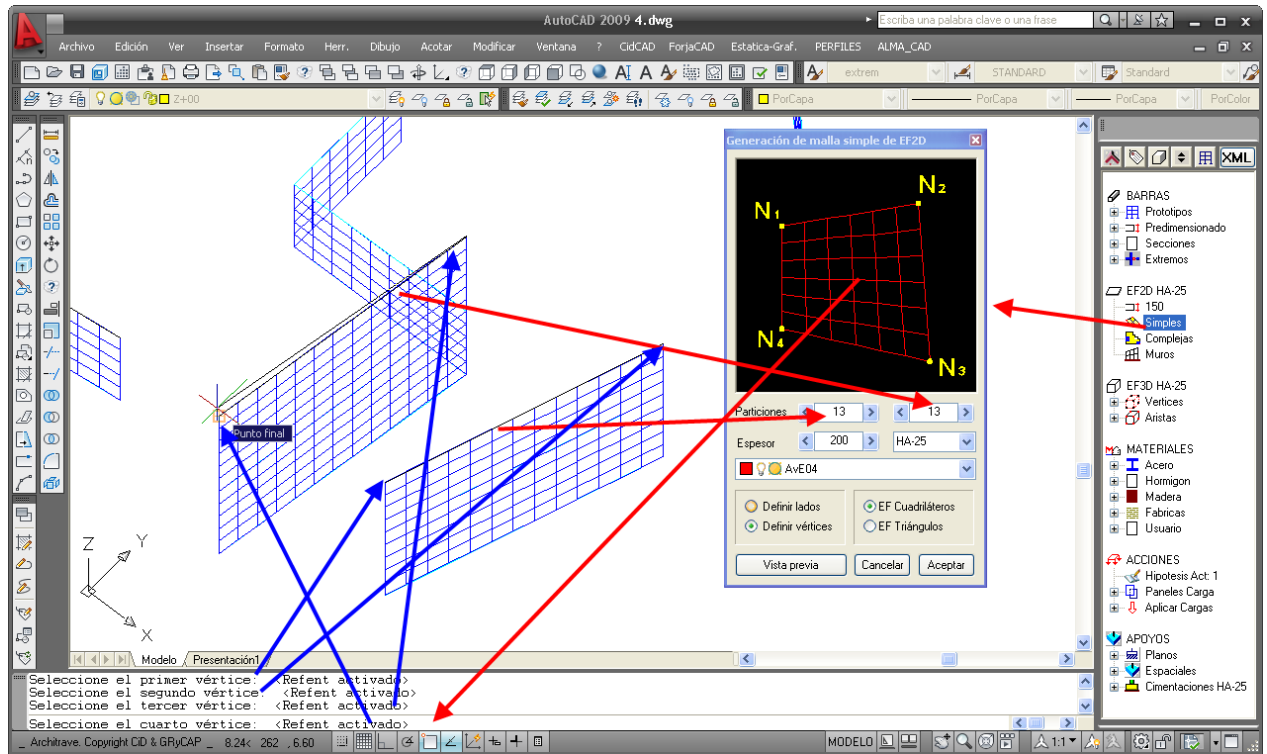 AutoCAD 2009 4.dwg
Escriba una palabra clave o una frase
Archivo Edición Ver Insertar Formato Herr. Dibujo Acotar Modificar Ventana ? CidCAD ForjaCAD Estatica-Graf. PERFILES ALMA_CAD
extrem STANDARD Standard
Z+00 PorCapa PorCapa PorCapa PorColor
Generación de malla simple de EF2D
N1
N2
N4
N3
Particiones 13 13
Espesor 200 HA-25
AvE04
Definir lados EF Cuadriláteros
Definir vértices EF Triángulos
Vista previa Cancelar Aceptar
Punto final
Z
Y
X
XML
BARRAS
Prototipos
Predimensionado
Secciones
Extremos
EF2D HA-25
150
Simples
Complejas
Muros
EF3D HA-25
Vertices
Aristas
MATERIALES
Acero
Hormigon
Madera
Fabricas
Usuario
ACCIONES
Hipotesis Act: 1
Paneles Carga
Aplicar Cargas
APOYOS
Planos
Espaciales
Cimentaciones HA-25
Modelo Presentación1
Seleccione el primer vértice: <Refent activado>
Seleccione el segundo vértice: <Refent activado>
Seleccione el tercer vértice: <Refent activado>
Seleccione el cuarto vértice: <Refent activado>
_ Architrave. Copyright CiD & GRyCAP _ 8.24< 262 , 6.60 MODELO 1:1